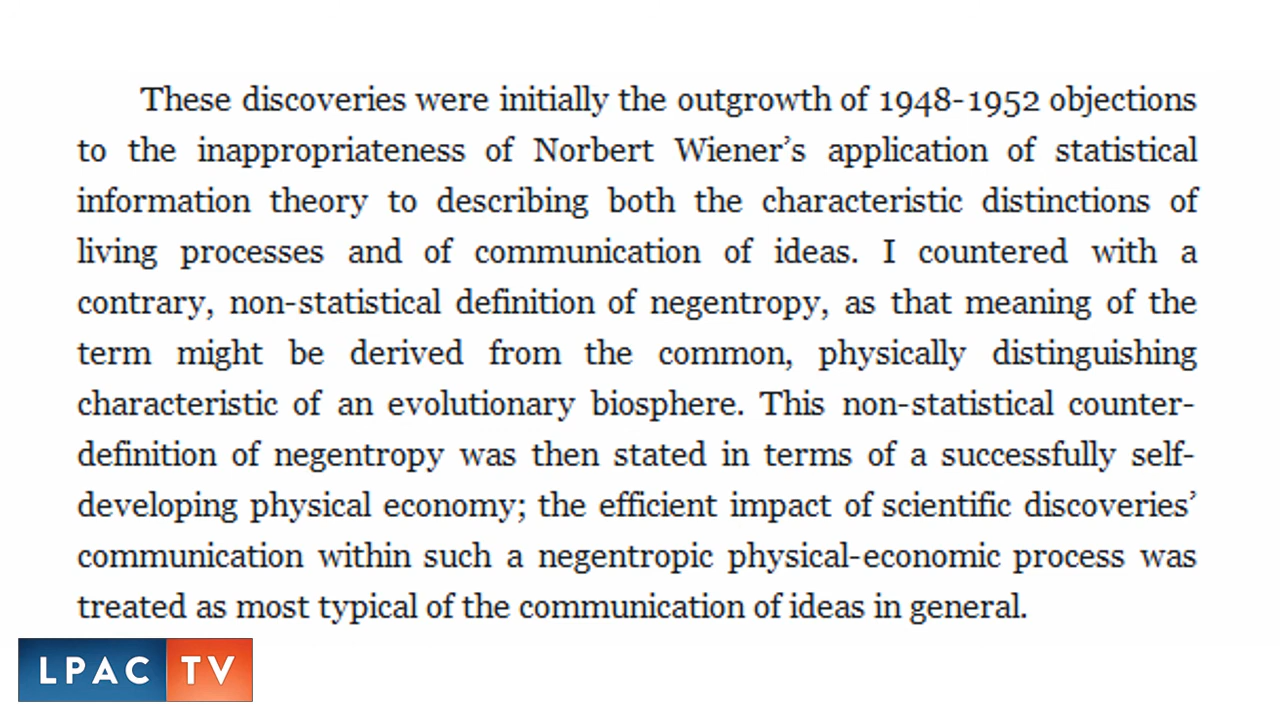 These discoveries were initially the outgrowth of 1948-1952 objections
to the inappropriateness of Norbert Wiener's application of statistical
information theory to describing both the characteristic distinctions of
living processes and of communication of ideas. I countered with a
contrary, non-statistical definition of negentropy, as that meaning of the
term might be derived from the common, physically distinguishing
characteristic of an evolutionary biosphere. This non-statistical counter-
definition of negentropy was then stated in terms of a successfully self-
developing physical economy; the efficient impact of scientific discoveries'
communication within such a negentropic physical-economic process was
treated as most typical of the communication of ideas in general.
LPAC TV